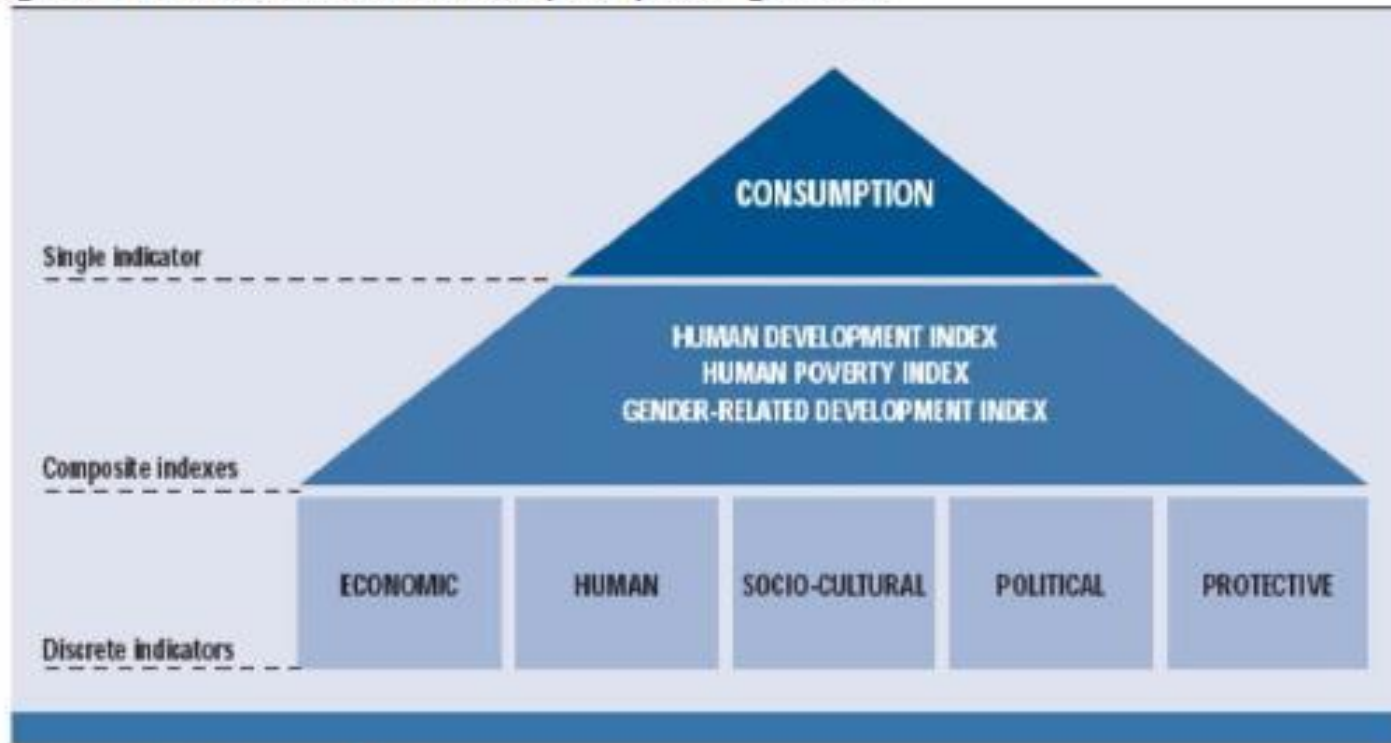 CONSUMPTION
Single indicator
HUMAN DEVELOPMENT INDEX
HUMAN POVERTY INDEX
GENDER-RELATED DEVELOPMENT INDEX
Composite indexes
ECONOMIC
HUMAN
SOCIO-CULTURAL
POLITICAL
PROTECTIVE
Discrete indicators